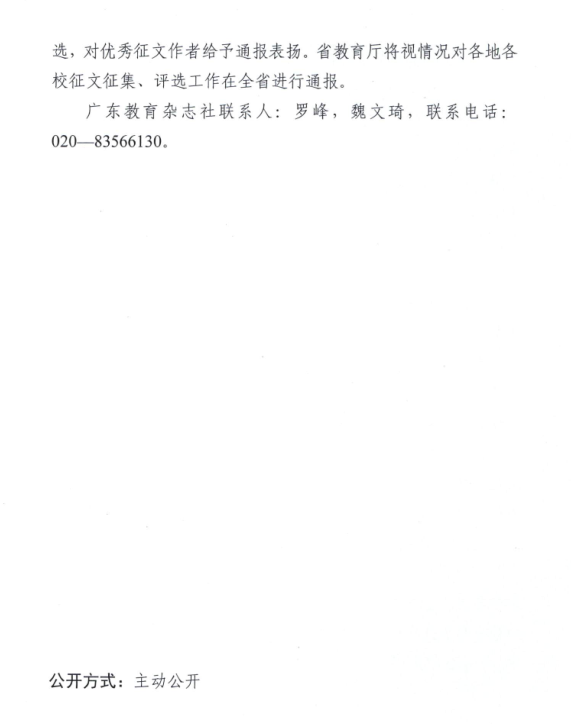 选，对优秀征文作者给予通报表扬。省教育厅将视情况对各地各
校征文征集、评选工作在全省进行通报。
广东教育杂志社联系人：罗峰，魏文琦，联系电话：
020—83566130。
公开方式：主动公开